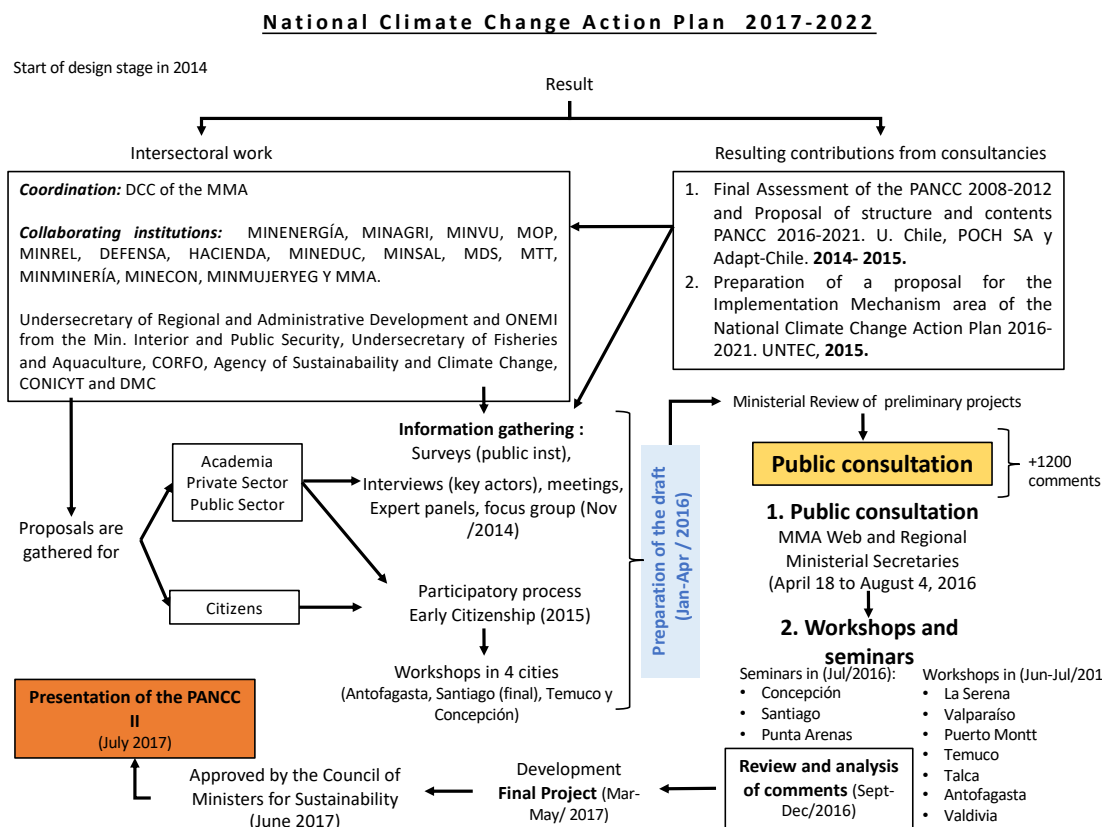 National Climate Change Action Plan 2017-2022
Start of design stage in 2014
Result
Intersectoral work
Coordination: DCC of the MMA
Collaborating institutions: MINENERGÍA, MINAGRI, MINVU, MOP,
MINREL, DEFENSA, HACIENDA, MINEDUC, MINSAL, MDS, MTT,
MINMINERÍA, MINECON, MINMUJERYEG Y MMA.
Undersecretary of Regional and Administrative Development and ONEMI
from the Min. Interior and Public Security, Undersecretary of Fisheries
and Aquaculture, CORFO, Agency of Sustainabaility and Climate Change,
CONICYT and DMC
Resulting contributions from consultancies
1. Final Assessment of the PANCC 2008-2012
and Proposal of structure and contents
PANCC 2016-2021. U. Chile, POCH SA y
Adapt-Chile. 2014- 2015.
2. Preparation of a proposal for the
Implementation Mechanism area of the
National Climate Change Action Plan 2016-
2021. UNTEC, 2015.
Proposals are
gathered for
Academia
Private Sector
Public Sector
Citizens
Information gathering :
Surveys (public inst),
Interviews (key actors), meetings,
Expert panels, focus group (Nov
/2014)
Participatory process
Early Citizenship (2015)
Workshops in 4 cities
(Antofagasta, Santiago (final), Temuco y
Concepción)
Preparation of the draft
(Jan-Apr / 2016)
Ministerial Review of preliminary projects
Public consultation
+1200
comments
1. Public consultation
MMA Web and Regional
Ministerial Secretaries
(April 18 to August 4, 2016
2. Workshops and
seminars
Seminars in (Jul/2016):
• Concepción
• Santiago
• Punta Arenas
Workshops in (Jun-Jul/201
• La Serena
• Valparaíso
• Puerto Montt
• Temuco
• Talca
• Antofagasta
• Valdivia
Review and analysis
of comments (Sept-
Dec/2016)
Development
Final Project (Mar-
May/ 2017)
Approved by the Council of
Ministers for Sustainability
(June 2017)
Presentation of the PANCC
II
(July 2017)